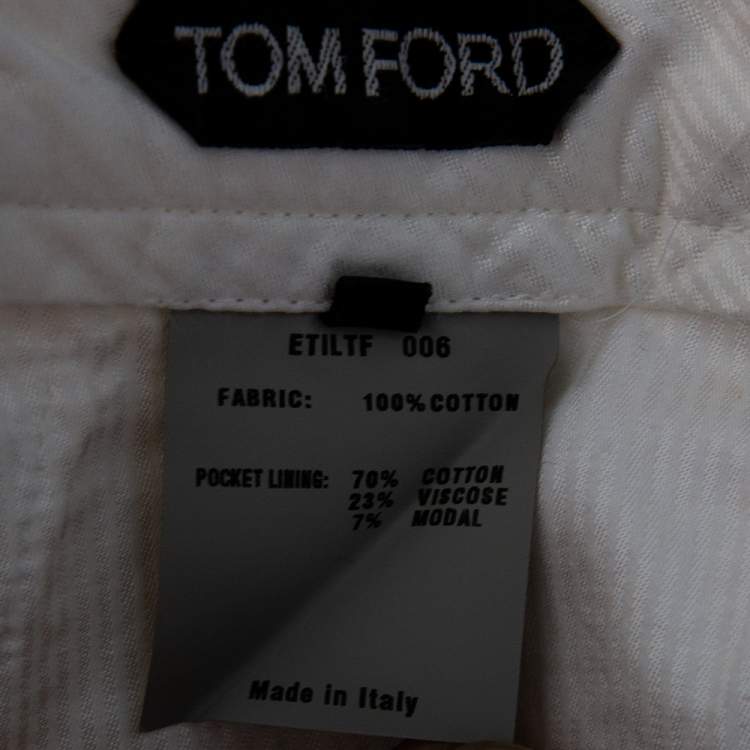 TOM FORD
ETILTF 006
FABRIC: 100% COTTON
POCKET LINING: 70% COTTON
23% VISCOSE
7% MODAL
Made in Italy